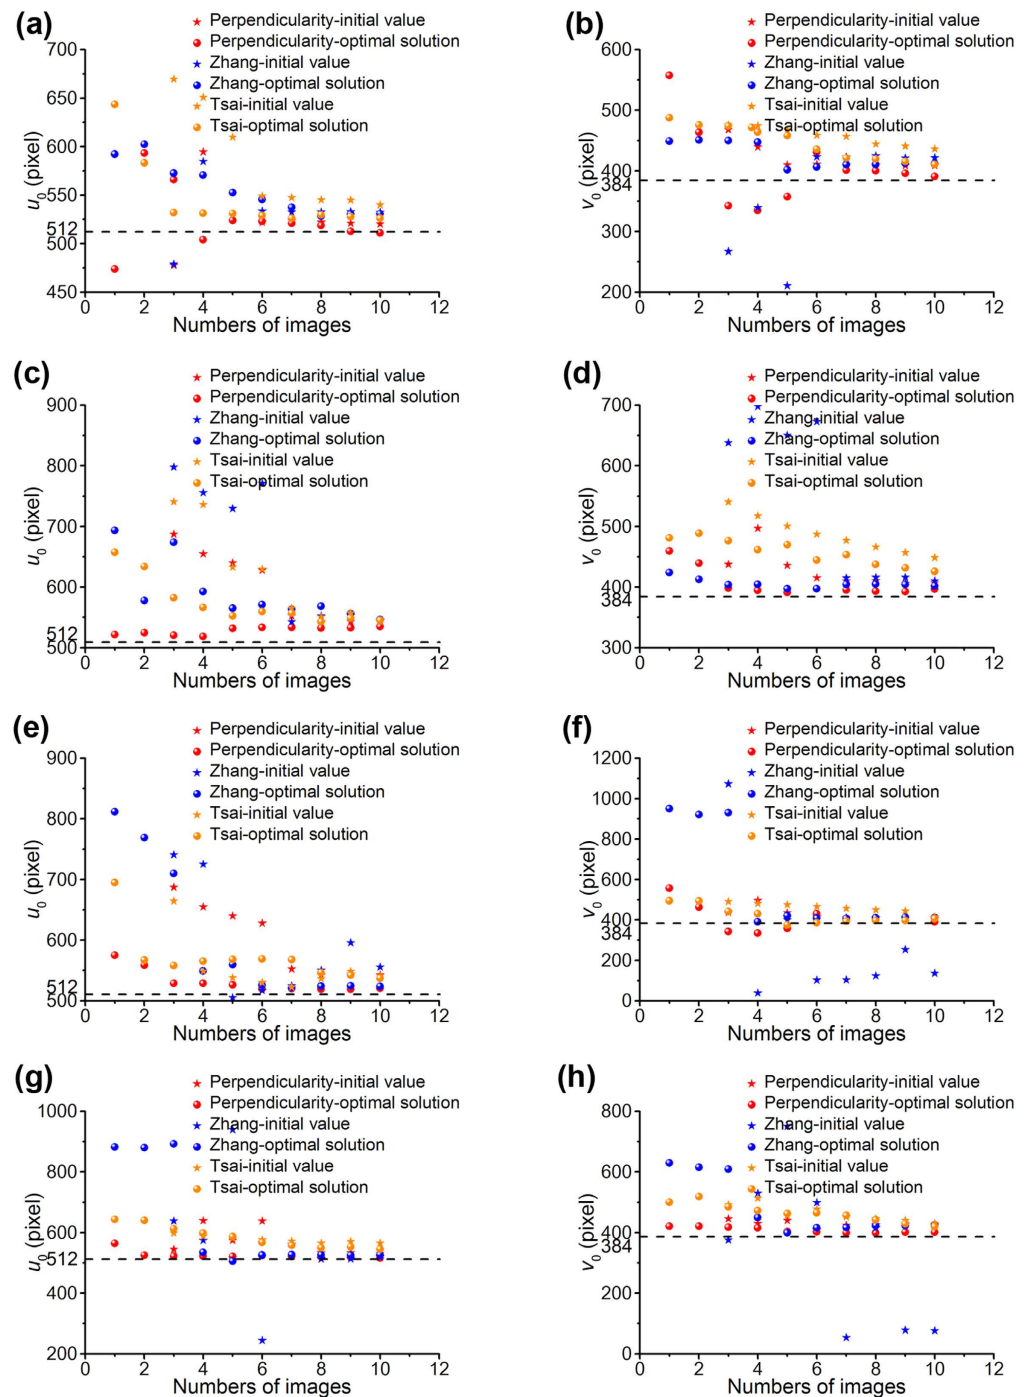 (a)
Perpendicularity-initial value
Perpendicularity-optimal solution
Zhang-initial value
Zhang-optimal solution
Tsai-initial value
Tsai-optimal solution
700
650
600
550
512
500
450
u0 (pixel)
0 2 4 6 8 10 12
Numbers of images
(b)
Perpendicularity-initial value
Perpendicularity-optimal solution
Zhang-initial value
Zhang-optimal solution
Tsai-initial value
Tsai-optimal solution
600
500
400
384
300
200
v0 (pixel)
0 2 4 6 8 10 12
Numbers of images
(c)
Perpendicularity-initial value
Perpendicularity-optimal solution
Zhang-initial value
Zhang-optimal solution
Tsai-initial value
Tsai-optimal solution
900
800
700
600
512
500
u0 (pixel)
0 2 4 6 8 10 12
Numbers of images
(d)
Perpendicularity-initial value
Perpendicularity-optimal solution
Zhang-initial value
Zhang-optimal solution
Tsai-initial value
Tsai-optimal solution
700
600
500
400
384
300
v0 (pixel)
0 2 4 6 8 10 12
Numbers of images
(e)
Perpendicularity-initial value
Perpendicularity-optimal solution
Zhang-initial value
Zhang-optimal solution
Tsai-initial value
Tsai-optimal solution
900
800
700
600
512
500
u0 (pixel)
0 2 4 6 8 10 12
Numbers of images
(f)
Perpendicularity-initial value
Perpendicularity-optimal solution
Zhang-initial value
Zhang-optimal solution
Tsai-initial value
Tsai-optimal solution
1200
1000
800
600
400
384
200
0
v0 (pixel)
0 2 4 6 8 10 12
Numbers of images
(g)
Perpendicularity-initial value
Perpendicularity-optimal solution
Zhang-initial value
Zhang-optimal solution
Tsai-initial value
Tsai-optimal solution
1000
800
600
512
400
200
u0 (pixel)
0 2 4 6 8 10 12
Numbers of images
(h)
Perpendicularity-initial value
Perpendicularity-optimal solution
Zhang-initial value
Zhang-optimal solution
Tsai-initial value
Tsai-optimal solution
800
600
400
384
200
0
v0 (pixel)
0 2 4 6 8 10 12
Numbers of images